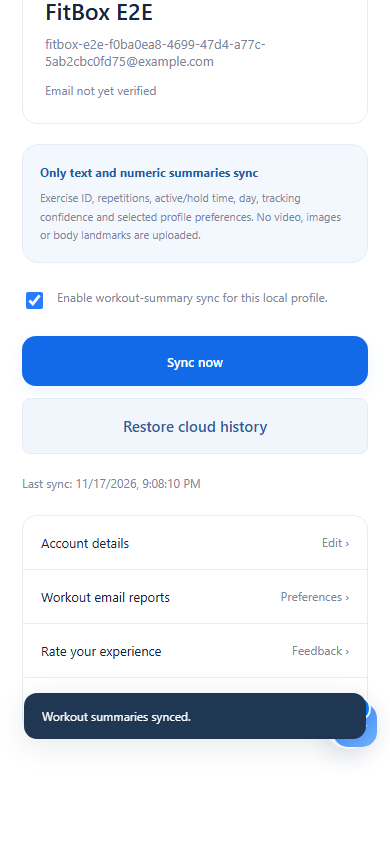 FitBox E2E
fitbox-e2e-f0ba0ea8-4699-47d4-a77c-
5ab2cbc0fd75@example.com
Email not yet verified
Only text and numeric summaries sync
Exercise ID, repetitions, active/hold time, day, tracking
confidence and selected profile preferences. No video, images
or body landmarks are uploaded.
Enable workout-summary sync for this local profile.
Sync now
Restore cloud history
Last sync: 11/17/2026, 9:08:10 PM
Account details Edit ›
Workout email reports Preferences ›
Rate your experience Feedback ›
Workout summaries synced.